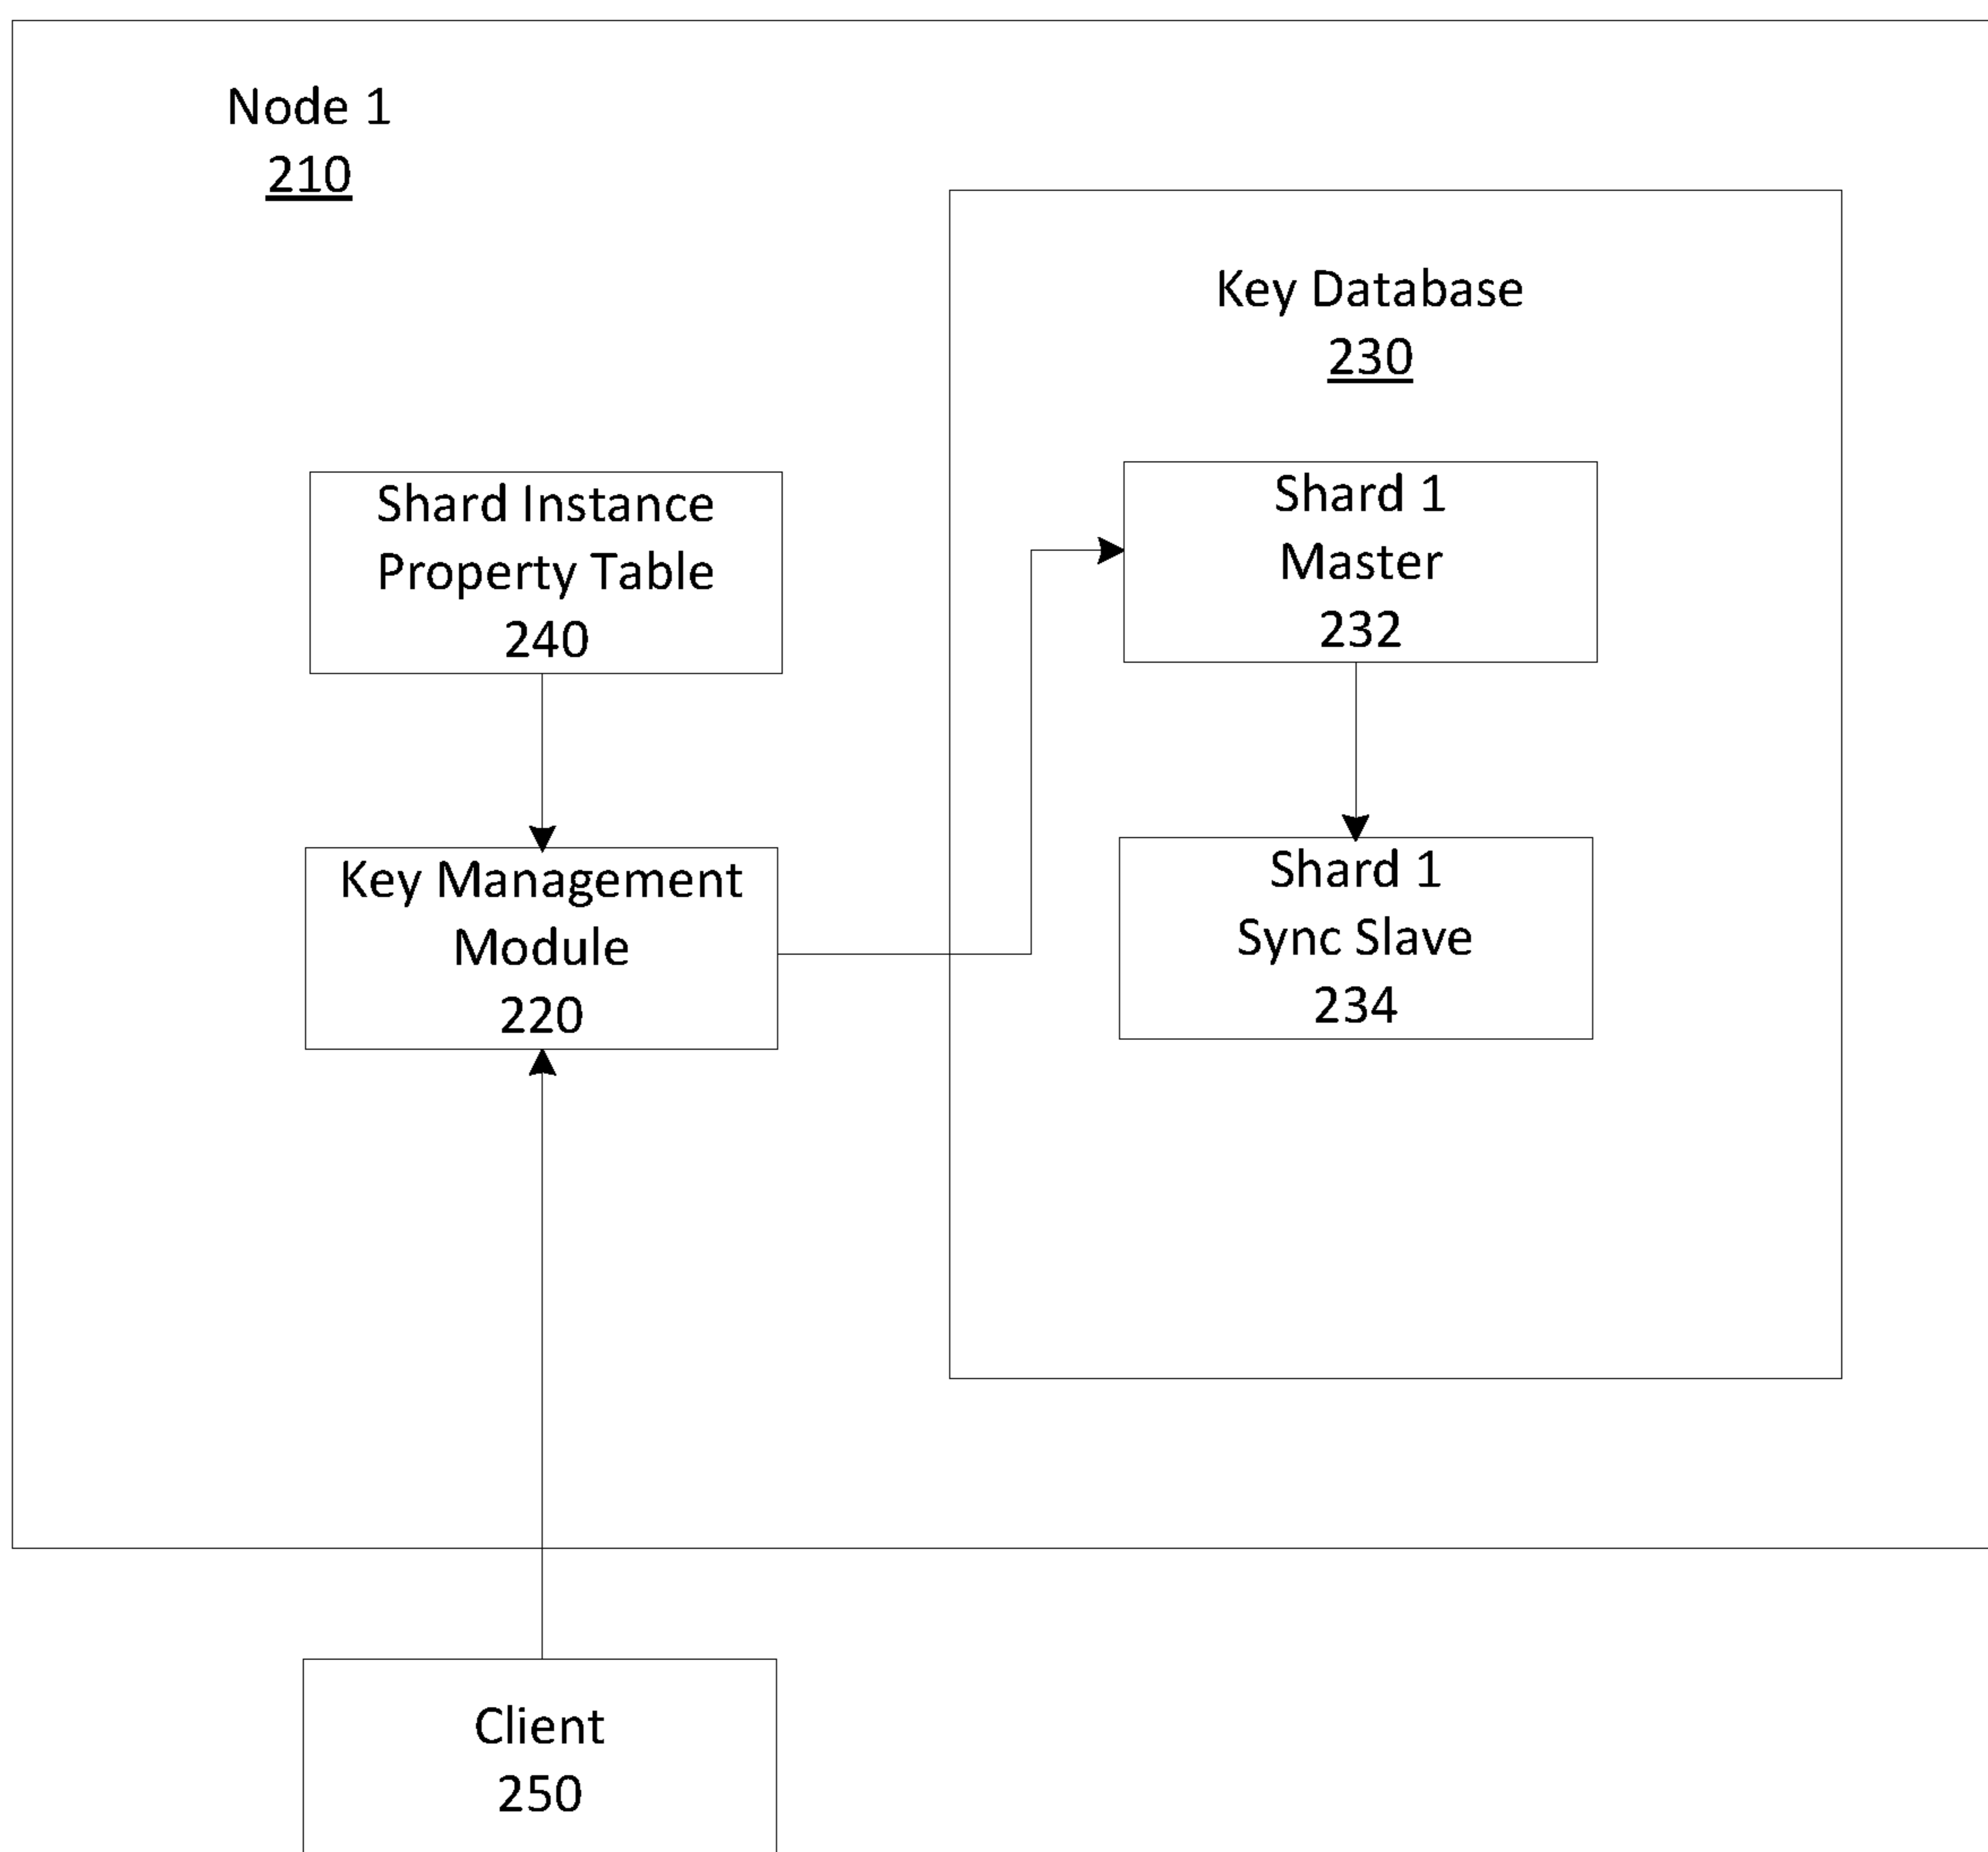 Node 1
210
Key Database
230
Shard Instance
Property Table
240
Shard 1
Master
232
Key Management
Module
220
Shard 1
Sync Slave
234
Client
250